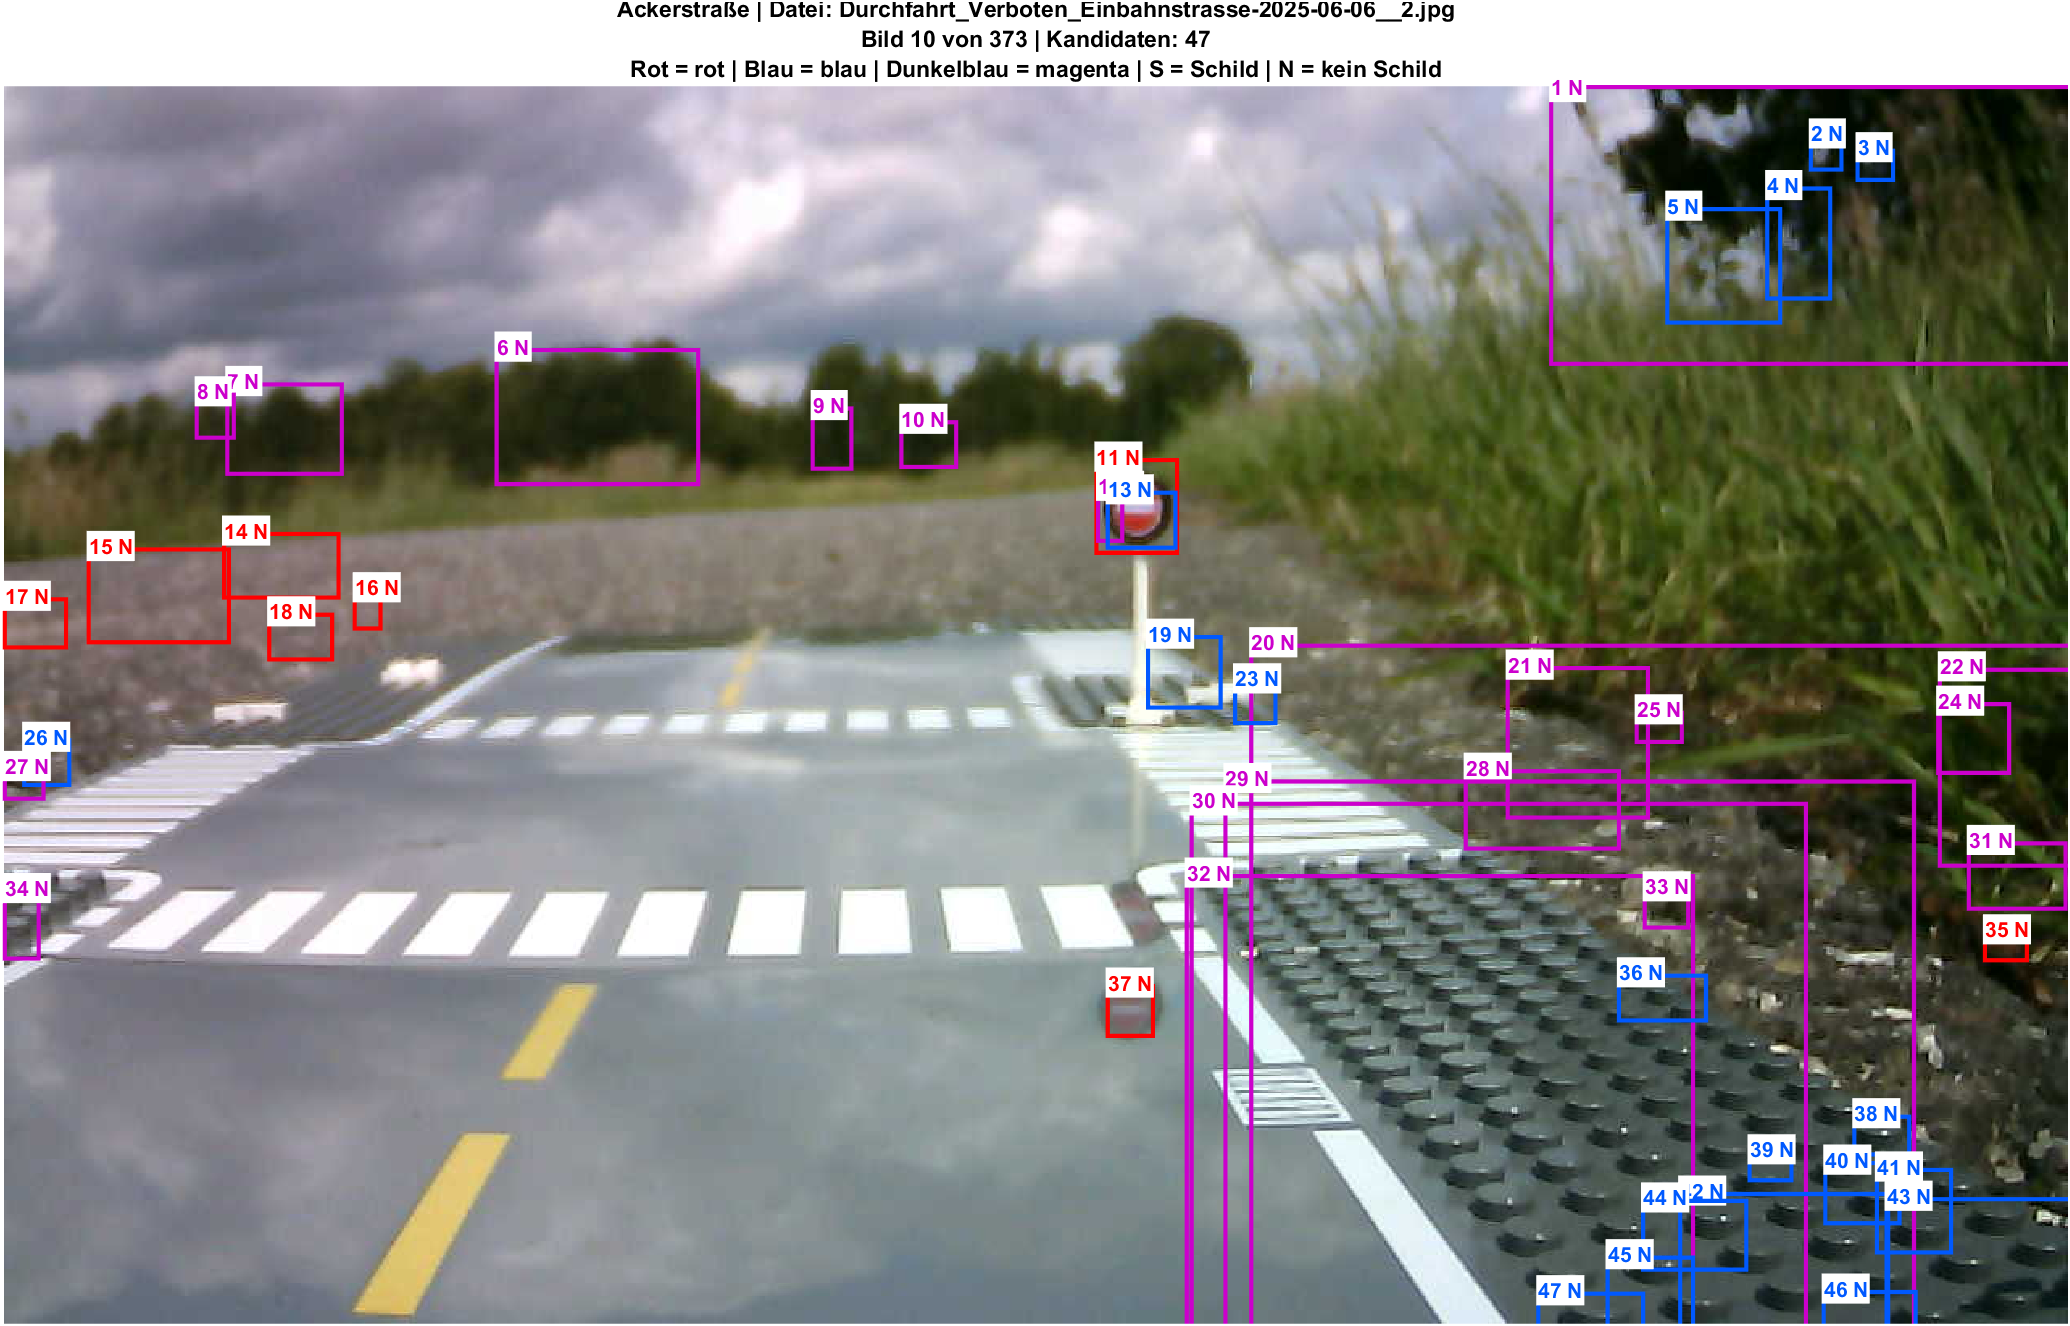 Ackerstraße | Datei: Durchfahrt_Verboten_Einbahnstrasse-2025-06-06__2.jpg
Bild 10 von 373 | Kandidaten: 47
Rot = rot | Blau = blau | Dunkelblau = magenta | S = Schild | N = kein Schild
1 N
2 N
3 N
4 N
5 N
6 N
7 N
8 N
9 N
10 N
11 N
13 N
14 N
15 N
16 N
17 N
18 N
19 N
20 N
21 N
22 N
23 N
24 N
25 N
26 N
27 N
28 N
29 N
30 N
31 N
32 N
33 N
34 N
35 N
36 N
37 N
38 N
39 N
40 N
41 N
2 N
43 N
44 N
45 N
46 N
47 N